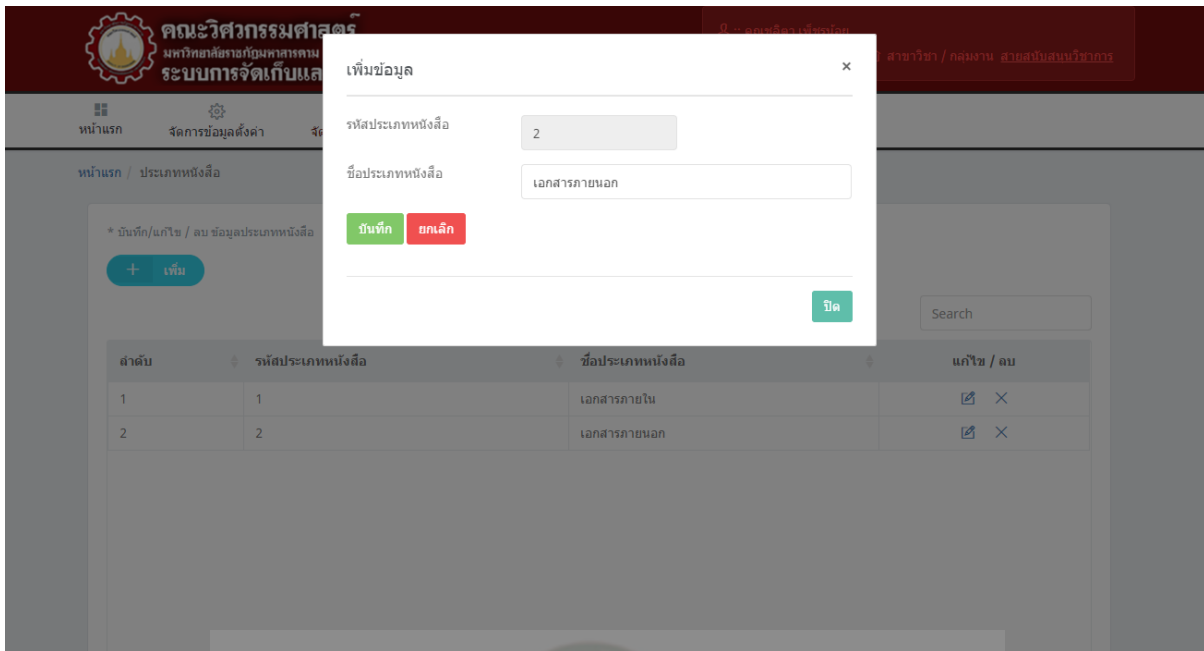 คณะวิศวกรรมศาสตร์
มหาวิทยาลัยราชภัฏมหาสารคาม
ระบบการจัดเก็บและ
สาขาวิชา / กลุ่มงาน สายสนับสนุนวิชาการ
หน้าแรก
จัดการข้อมูลตั้งค่า
หน้าแรก / ประเภทหนังสือ
เพิ่มข้อมูล ×
รหัสประเภทหนังสือ 2
ชื่อประเภทหนังสือ เอกสารภายนอก
บันทึก ยกเลิก
ปิด
* บันทึก/แก้ไข / ลบ ข้อมูลประเภทหนังสือ
+ เพิ่ม
Search
ลำดับ รหัสประเภทหนังสือ ชื่อประเภทหนังสือ แก้ไข / ลบ
1 1 เอกสารภายใน
2 2 เอกสารภายนอก